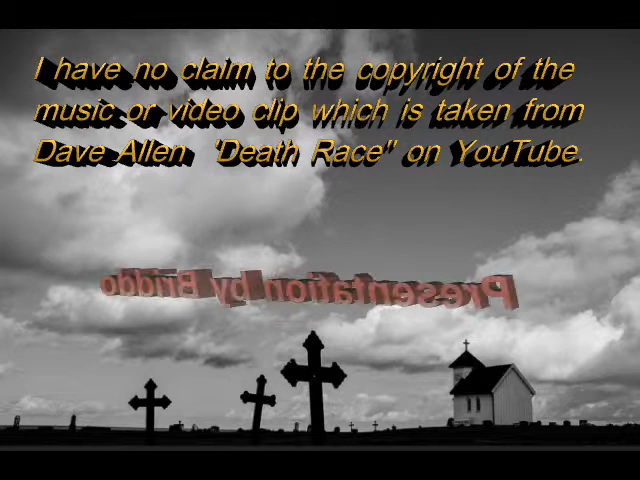 I have no claim to the copyright of the
music or video clip which is taken from
Dave Allen 'Death Race" on YouTube.
Presentation by Briddo